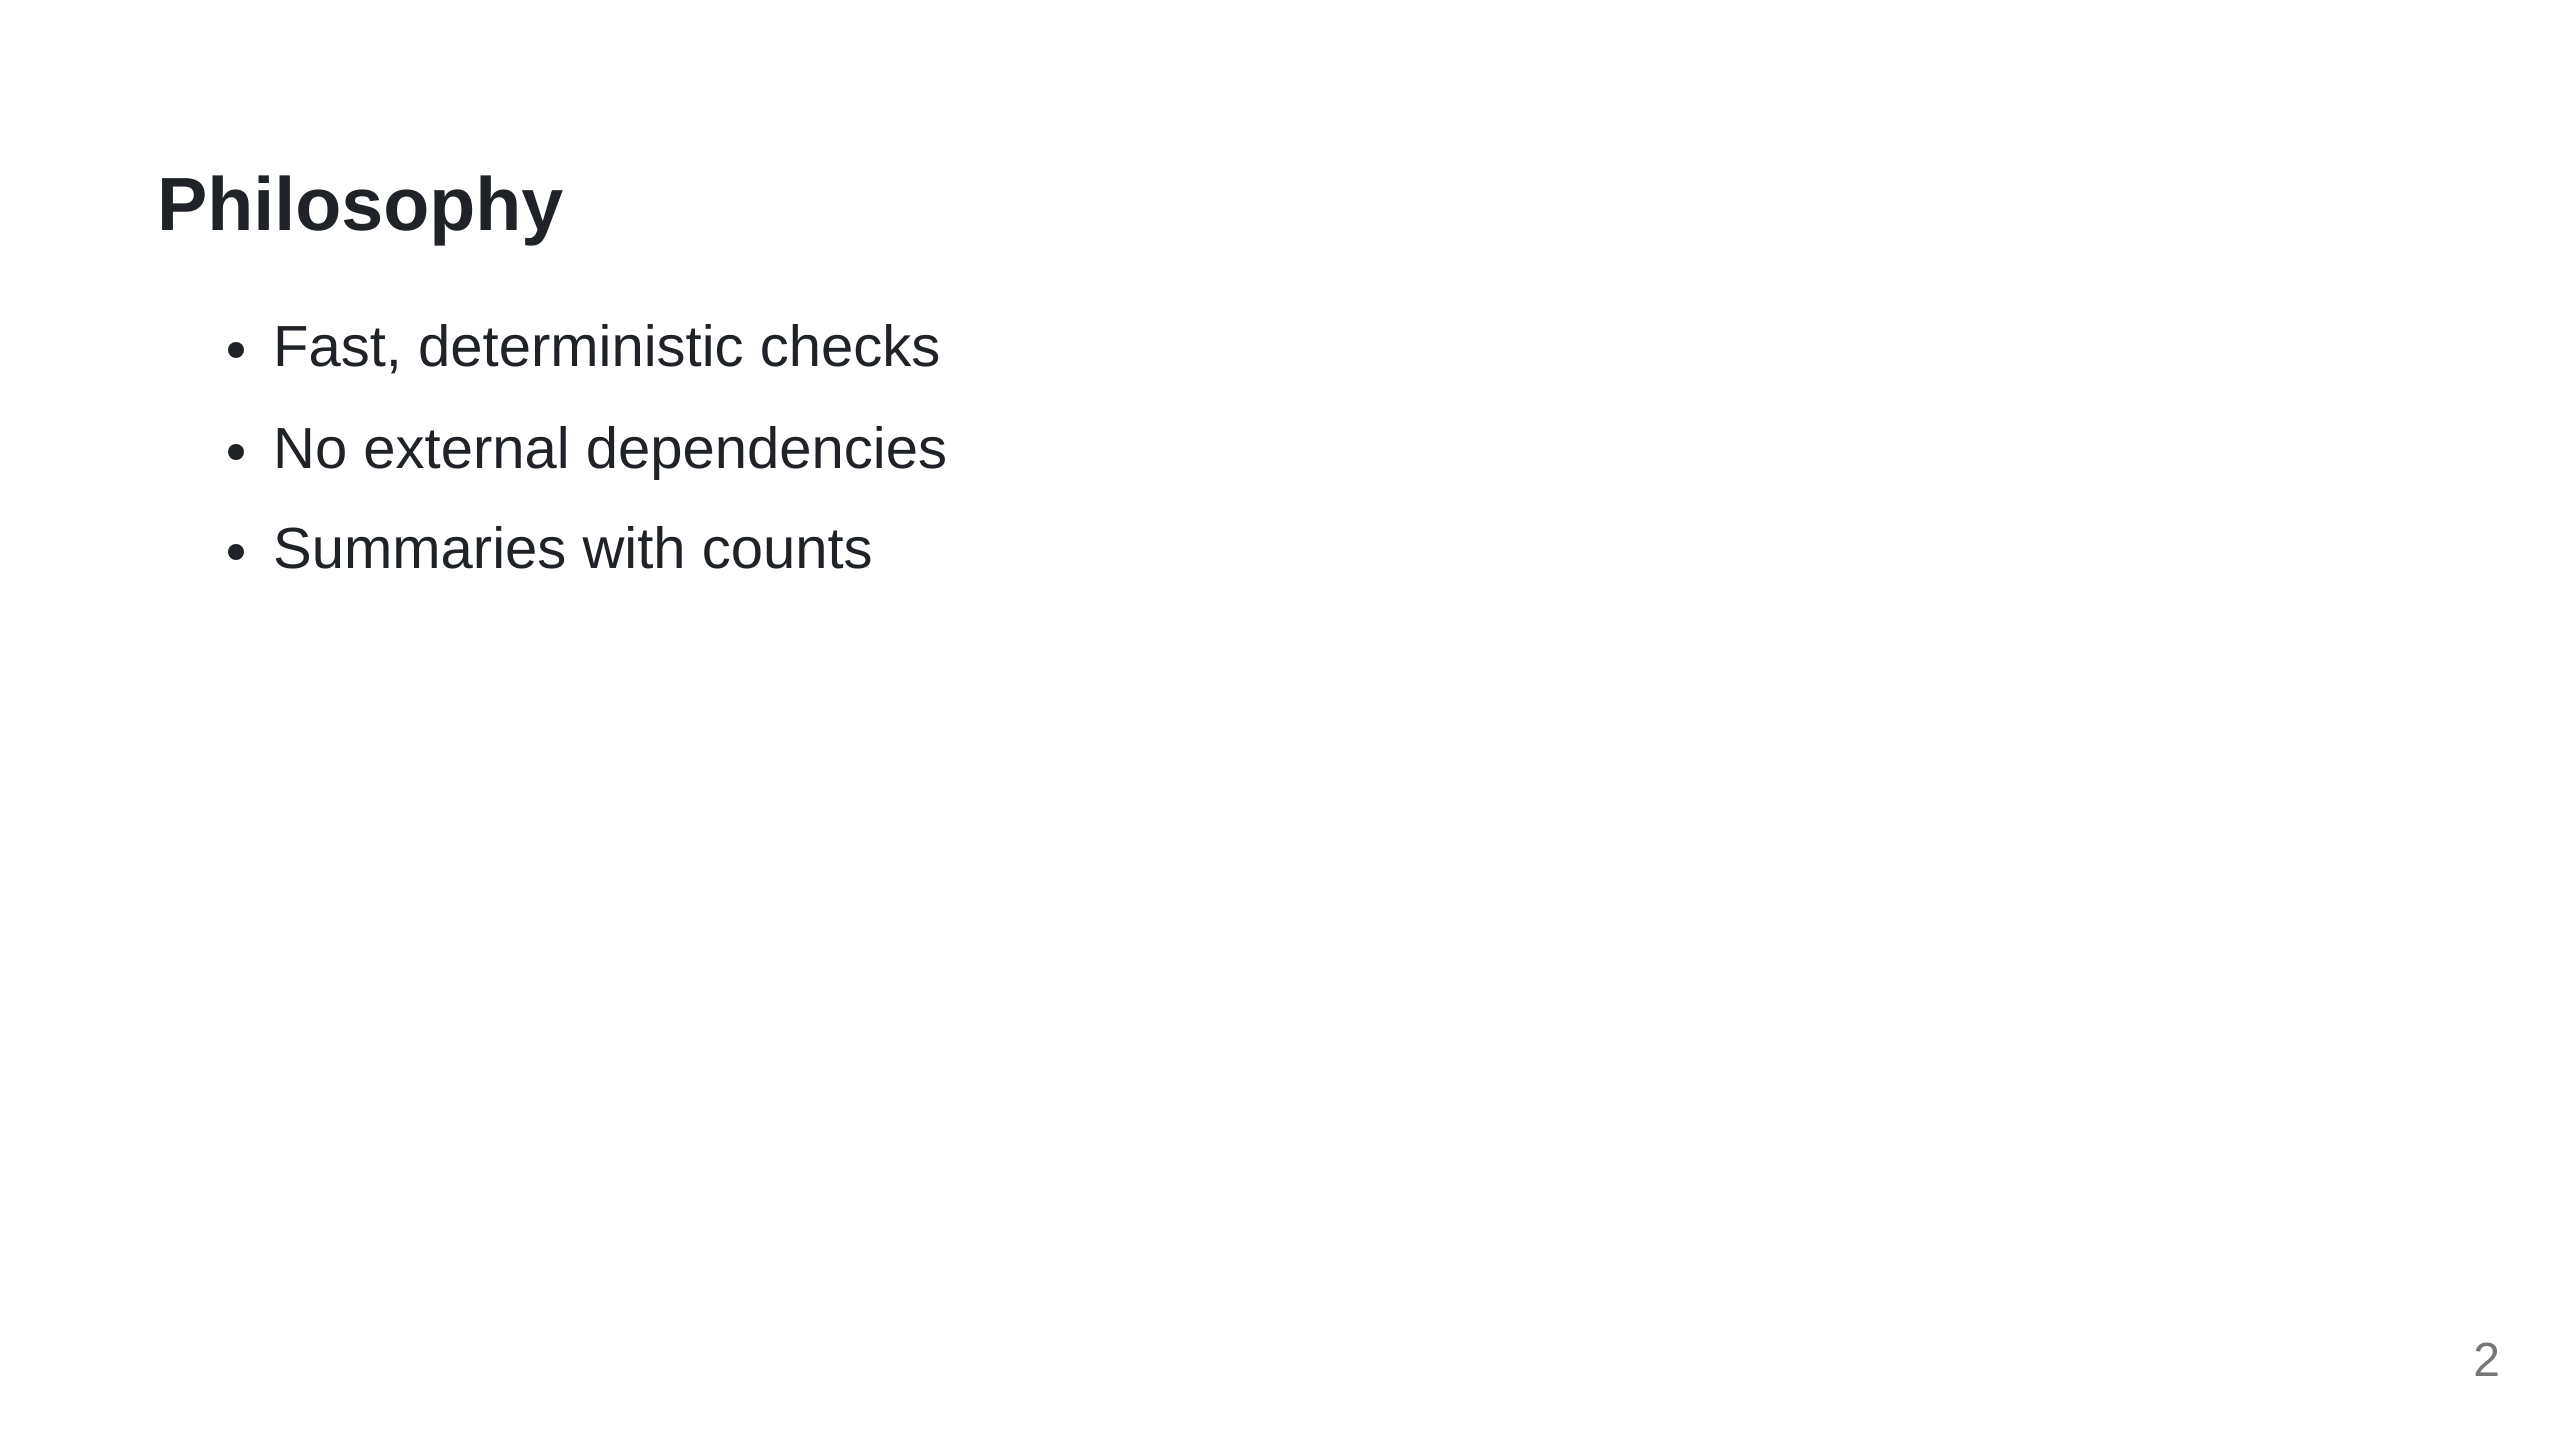 Philosophy
• Fast, deterministic checks
• No external dependencies
• Summaries with counts
2